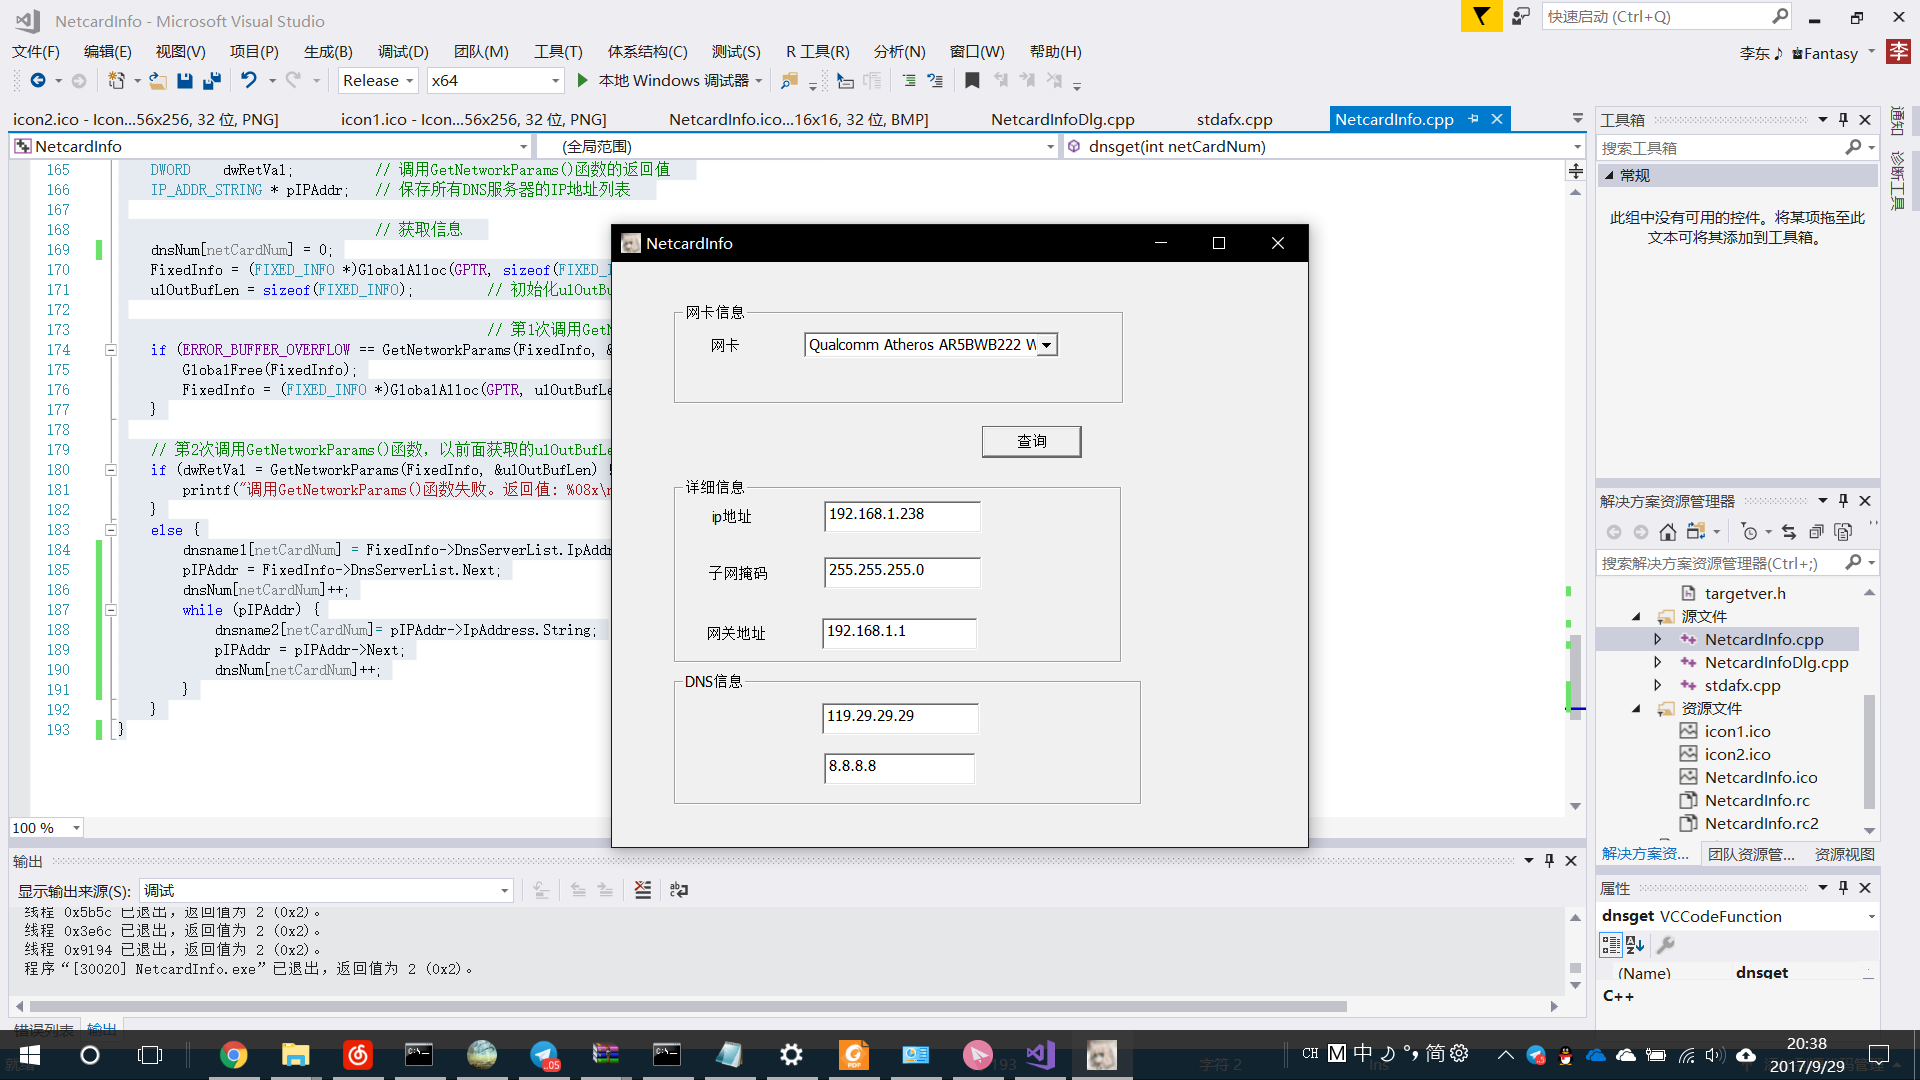 NetcardInfo - Microsoft Visual Studio
快速启动 (Ctrl+Q)
文件(F) 编辑(E) 视图(V) 项目(P) 生成(B) 调试(D) 团队(M) 工具(T) 体系结构(C) 测试(S) R 工具(R) 分析(N) 窗口(W) 帮助(H)
Release x64 本地 Windows 调试器
icon2.ico - Icon...56x256, 32 位, PNG] icon1.ico - Icon...56x256, 32 位, PNG] NetcardInfo.ico...16x16, 32 位, BMP] NetcardInfoDlg.cpp stdafx.cpp NetcardInfo.cpp
NetcardInfo (全局范围) dnsget(int netCardNum)
165 DWORD dwRetVal; // 调用GetNetworkParams()函数的返回值
166 IP_ADDR_STRING * pIPAddr; // 保存所有DNS服务器的IP地址列表
167
168 // 获取信息
169 dnsNum[netCardNum] = 0;
170 FixedInfo = (FIXED_INFO *)GlobalAlloc(GPTR, sizeof(FIXED_I
171 ulOutBufLen = sizeof(FIXED_INFO); // 初始化ulOutBu
172
173 // 第1次调用GetN
174 if (ERROR_BUFFER_OVERFLOW == GetNetworkParams(FixedInfo, &
175 GlobalFree(FixedInfo);
176 FixedInfo = (FIXED_INFO *)GlobalAlloc(GPTR, ulOutBufLe
177 }
178
179 // 第2次调用GetNetworkParams()函数, 以前面获取的ulOutBufLe
180 if (dwRetVal = GetNetworkParams(FixedInfo, &ulOutBufLen) !
181 printf("调用GetNetworkParams()函数失败。返回值: %08x\n
182 }
183 else {
184 dnsname1[netCardNum] = FixedInfo->DnsServerList.IpAddr
185 pIPAddr = FixedInfo->DnsServerList.Next;
186 dnsNum[netCardNum]++;
187 while (pIPAddr) {
188 dnsname2[netCardNum]= pIPAddr->IpAddress.String;
189 pIPAddr = pIPAddr->Next;
190 dnsNum[netCardNum]++;
191 }
192 }
193 }
100 %
NetcardInfo
网卡信息
网卡 Qualcomm Atheros AR5BWB222 W
查询
详细信息
ip地址 192.168.1.238
子网掩码 255.255.255.0
网关地址 192.168.1.1
DNS信息
119.29.29.29
8.8.8.8
输出
显示输出来源(S): 调试
线程 0x5b5c 已退出，返回值为 2 (0x2)。
线程 0x3e6c 已退出，返回值为 2 (0x2)。
线程 0x9194 已退出，返回值为 2 (0x2)。
程序“[30020] NetcardInfo.exe”已退出，返回值为 2 (0x2)。
错误列表 输出
李东♪ Fantasy 李
工具箱
搜索工具箱
常规
此组中没有可用的控件。将某项拖至此
文本可将其添加到工具箱。
通知
诊断工具
解决方案资源管理器
搜索解决方案资源管理器(Ctrl+;)
targetver.h
源文件
NetcardInfo.cpp
NetcardInfoDlg.cpp
stdafx.cpp
资源文件
icon1.ico
icon2.ico
NetcardInfo.ico
NetcardInfo.rc
NetcardInfo.rc2
解决方案资... 团队资源管... 资源视图
属性
dnsget VCCodeFunction
(Name) dnsget
C++
字符 2
Ins
CH M 中 简
20:38
2017/9/29